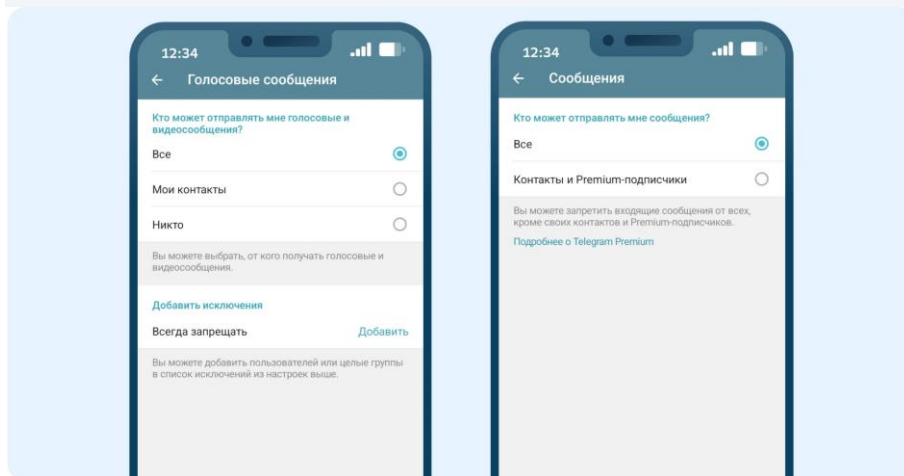 12:34
Голосовые сообщения
Кто может отправлять мне голосовые и
видеосообщения?
Все
Мои контакты
Никто
Вы можете выбрать, от кого получать голосовые и
видеосообщения.
Добавить исключения
Всегда запрещать Добавить
Вы можете добавить пользователей или целые группы
в список исключений из настроек выше.
12:34
Сообщения
Кто может отправлять мне сообщения?
Все
Контакты и Premium-подписчики
Вы можете запретить входящие сообщения от всех,
кроме своих контактов и Premium-подписчиков.
Подробнее о Telegram Premium